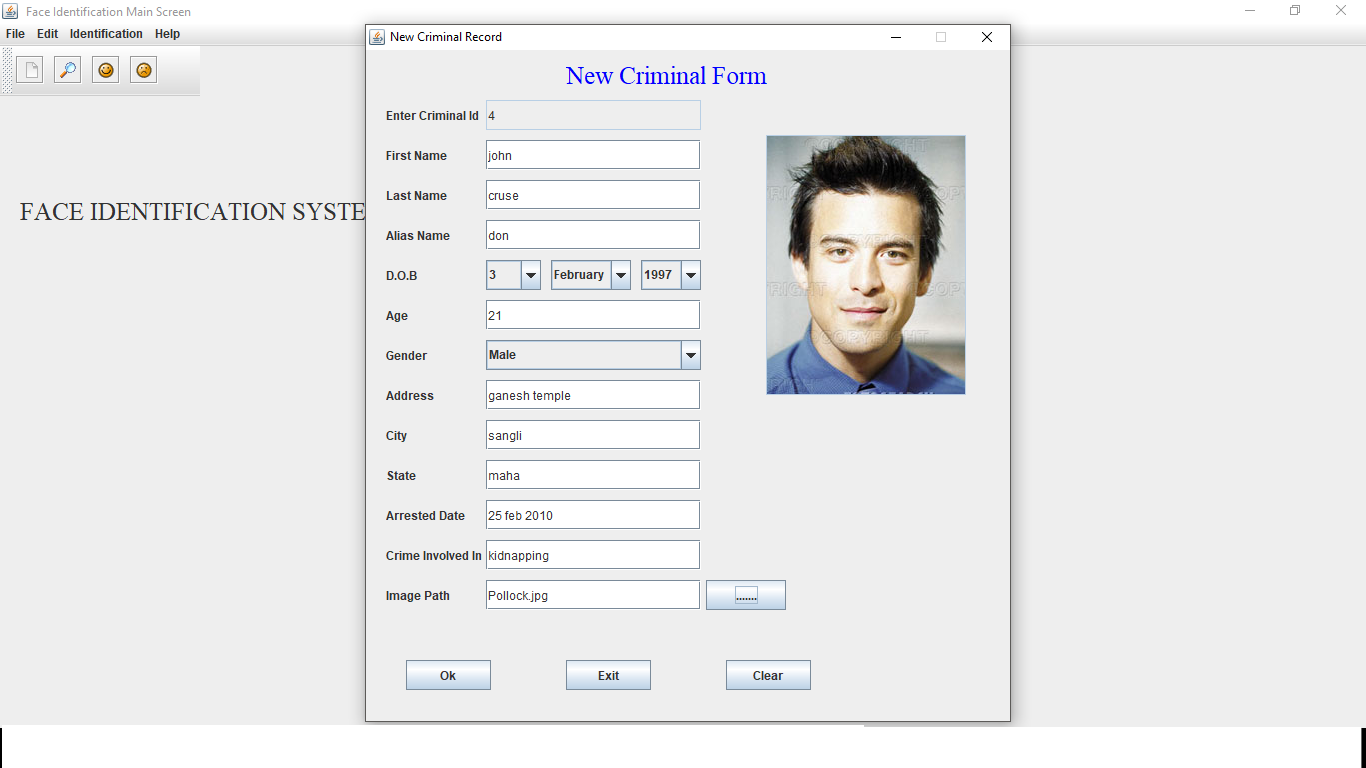 Face Identification Main Screen
File Edit Identification Help
FACE IDENTIFICATION SYSTE
New Criminal Record
New Criminal Form
Enter Criminal Id 4
First Name john
Last Name cruse
Alias Name don
D.O.B 3 February 1997
Age 21
Gender Male
Address ganesh temple
City sangli
State maha
Arrested Date 25 feb 2010
Crime Involved In kidnapping
Image Path Pollock.jpg .......
Ok Exit Clear
COPYRIGHT